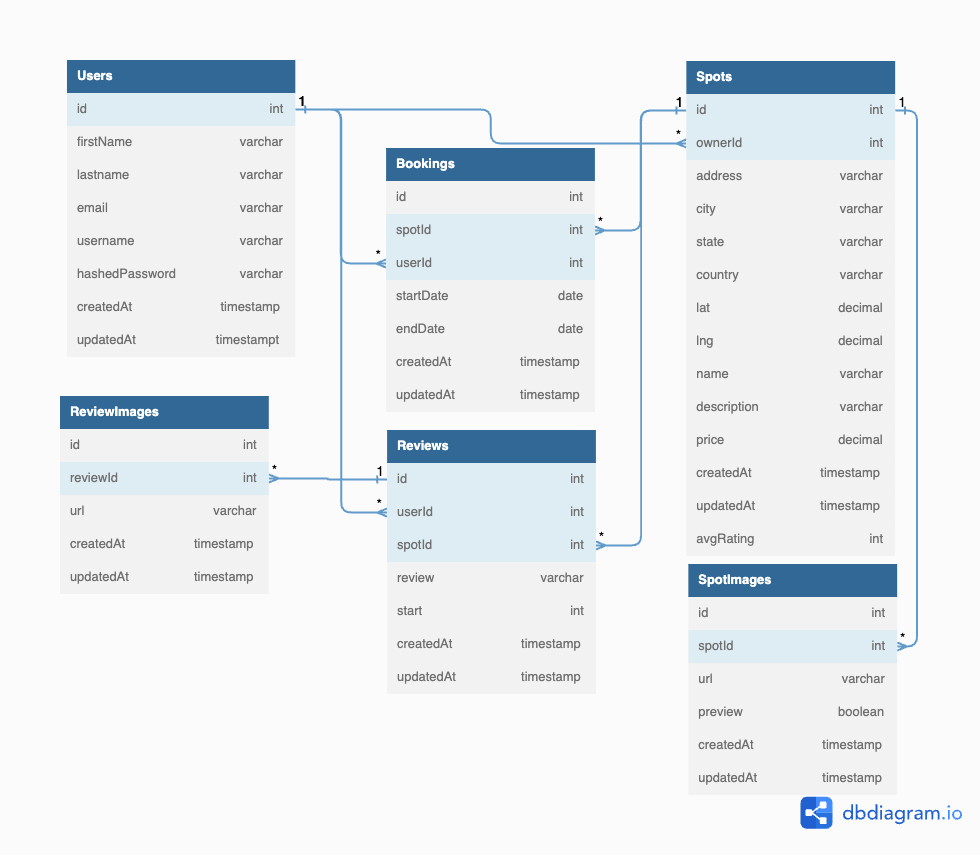 Users
id int
firstName varchar
lastname varchar
email varchar
username varchar
hashedPassword varchar
createdAt timestamp
updatedAt timestampt
1
*
Bookings
id int
spotId int
userId int
startDate date
endDate date
createdAt timestamp
updatedAt timestamp
*
*
Spots
id int
ownerId int
address varchar
city varchar
state varchar
country varchar
lat decimal
lng decimal
name varchar
description varchar
price decimal
createdAt timestamp
updatedAt timestamp
avgRating int
1
1
ReviewImages
id int
reviewId int
url varchar
createdAt timestamp
updatedAt timestamp
*
Reviews
id int
userId int
spotId int
review varchar
start int
createdAt timestamp
updatedAt timestamp
1
*
*
SpotImages
id int
spotId int
url varchar
preview boolean
createdAt timestamp
updatedAt timestamp
*
dbdiagram.io